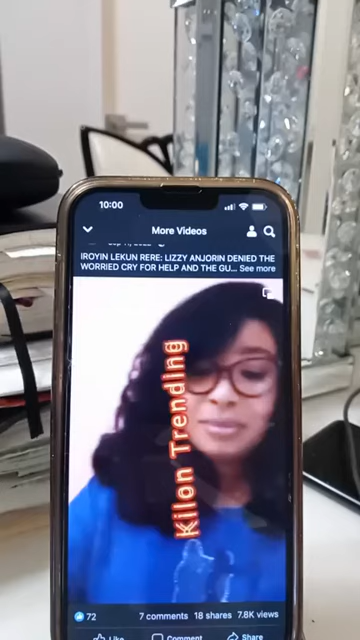 10:00
More Videos
IROYIN LEKUN RERE: LIZZY ANJORIN DENIED THE
WORRIED CRY FOR HELP AND THE GU... See more
Kilon Trending
72
7 comments 18 shares 7.8K views
Like
Comment
Share